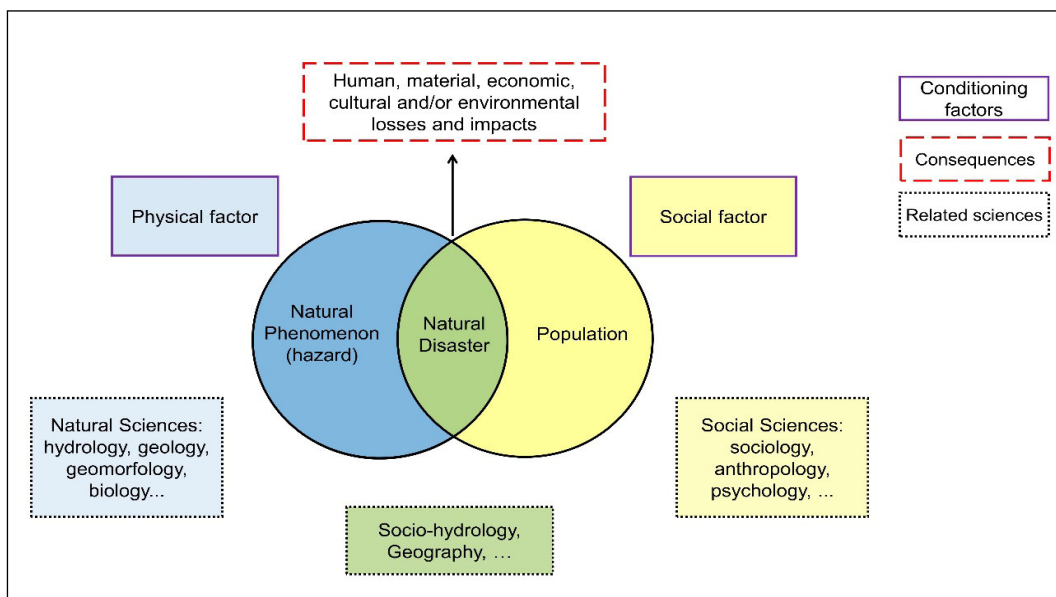 Human, material, economic,
cultural and/or environmental
losses and impacts
Conditioning
factors
Consequences
Related sciences
Physical factor
Social factor
Natural
Phenomenon
(hazard)
Natural
Disaster
Population
Natural Sciences:
hydrology, geology,
geomorfology,
biology...
Social Sciences:
sociology,
anthropology,
psychology, ...
Socio-hydrology,
Geography, …